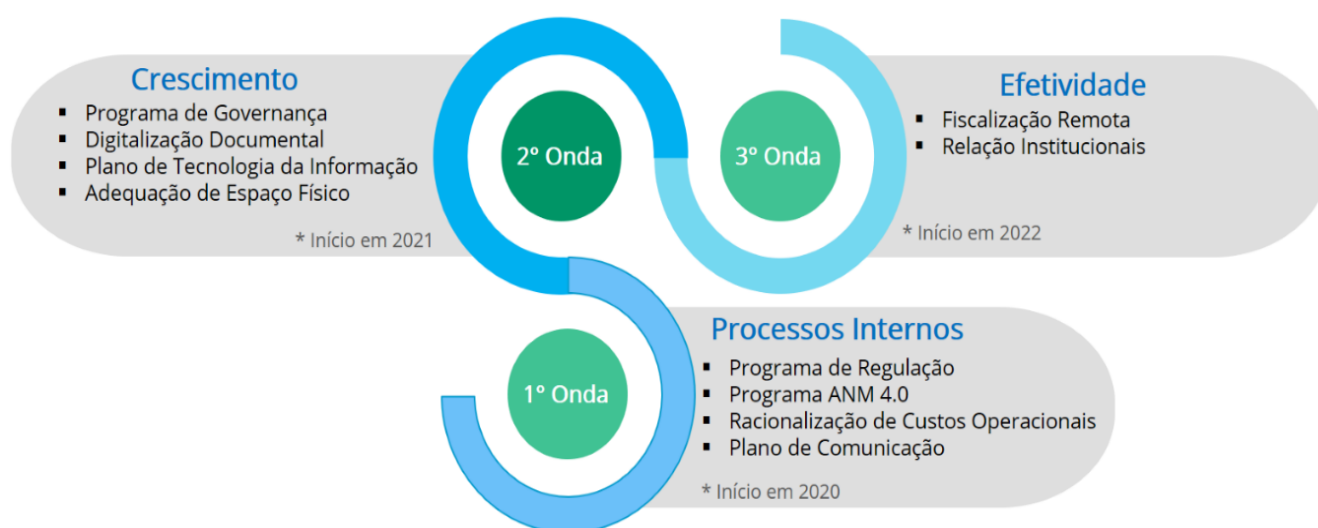 Crescimento
▪ Programa de Governança
▪ Digitalização Documental
▪ Plano de Tecnologia da Informação
▪ Adequação de Espaço Físico
* Início em 2021
2º Onda
3º Onda
Efetividade
▪ Fiscalização Remota
▪ Relação Institucionais
* Início em 2022
1º Onda
Processos Internos
▪ Programa de Regulação
▪ Programa ANM 4.0
▪ Racionalização de Custos Operacionais
▪ Plano de Comunicação
* Início em 2020